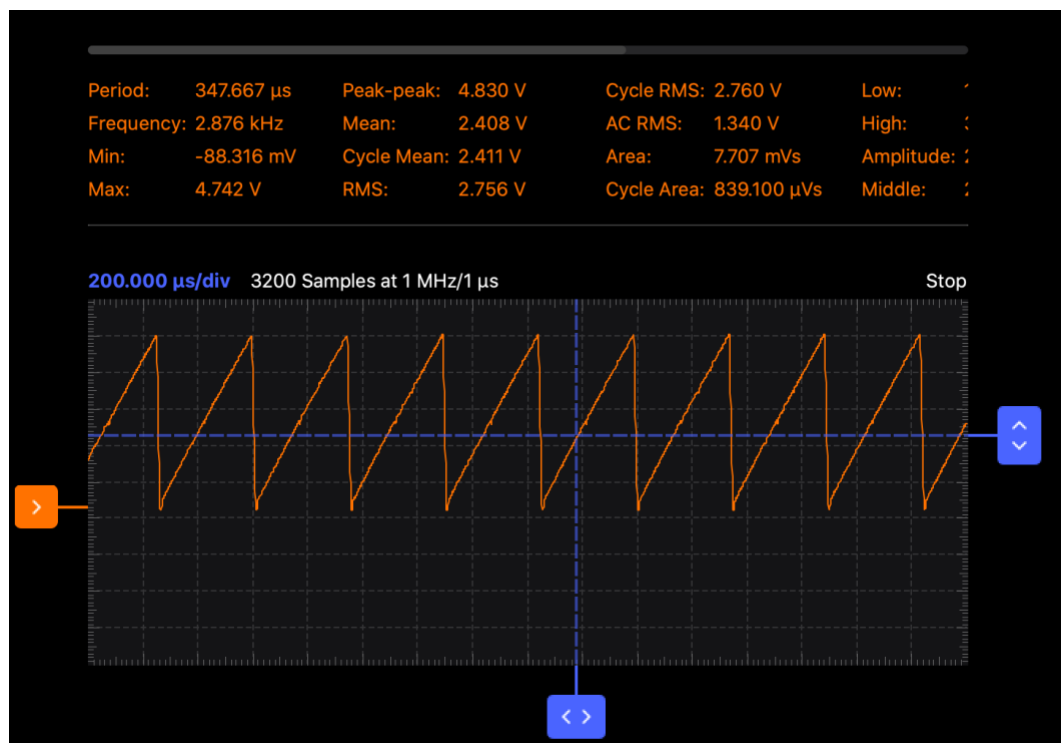 Period: 347.667 µs Peak-peak: 4.830 V Cycle RMS: 2.760 V Low:
Frequency: 2.876 kHz Mean: 2.408 V AC RMS: 1.340 V High:
Min: -88.316 mV Cycle Mean: 2.411 V Area: 7.707 mVs Amplitude:
Max: 4.742 V RMS: 2.756 V Cycle Area: 839.100 µVs Middle:
200.000 µs/div 3200 Samples at 1 MHz/1 µs Stop